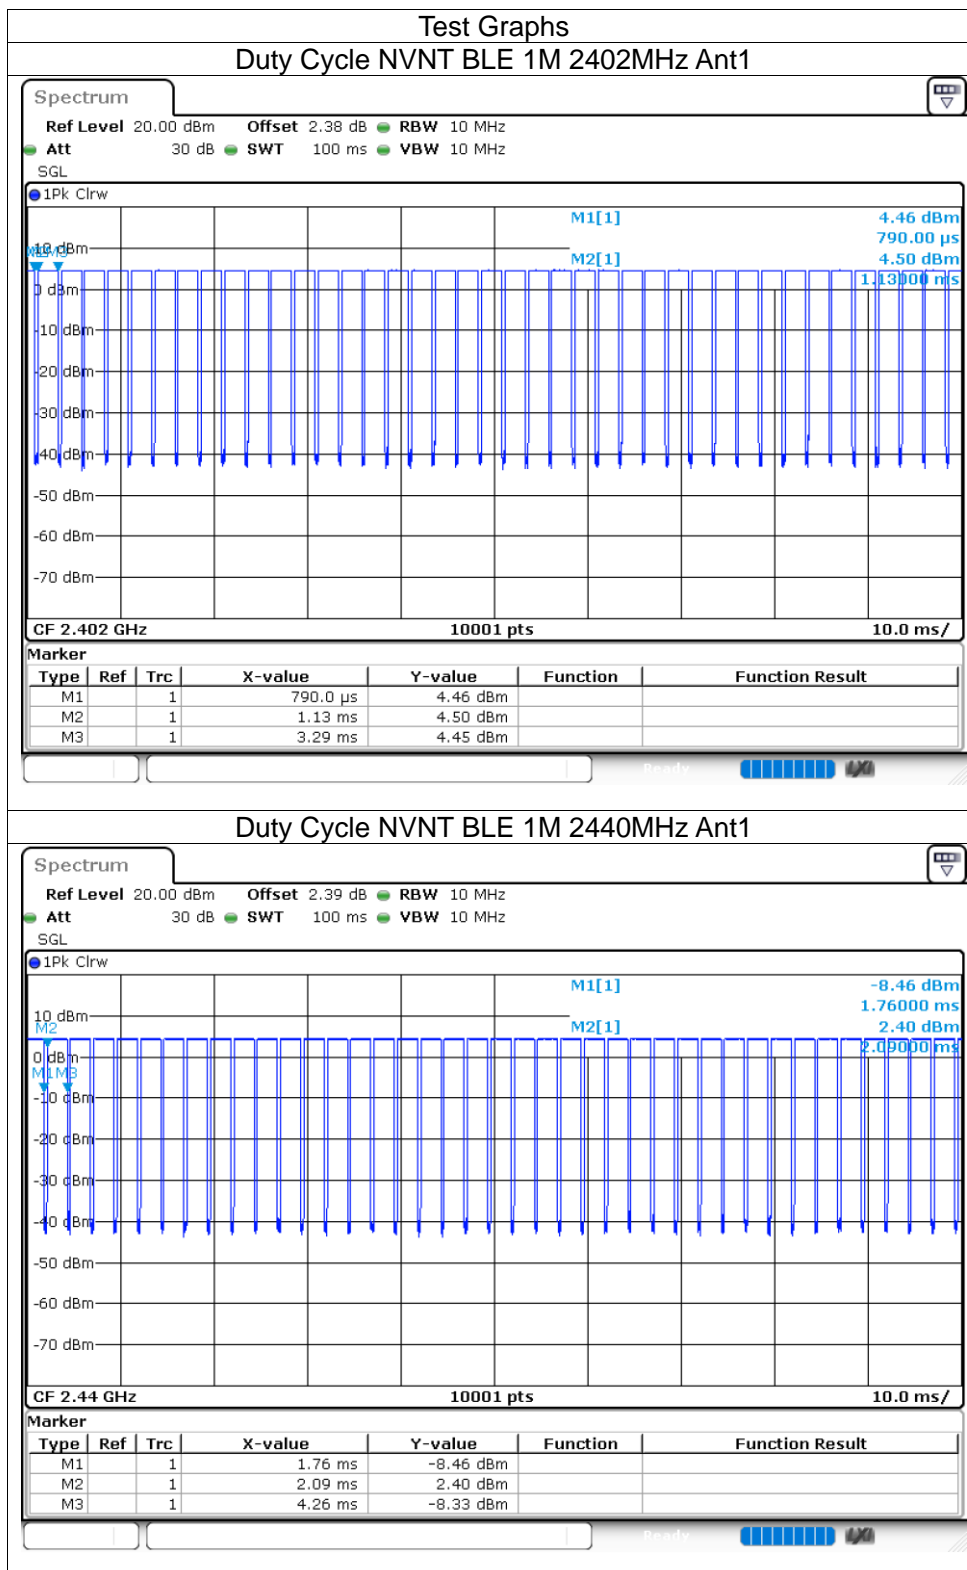 Test Graphs
Duty Cycle NVNT BLE 1M 2402MHz Ant1
Spectrum
Ref Level 20.00 dBm Offset 2.38 dB RBW 10 MHz
Att 30 dB SWT 100 ms VBW 10 MHz
SGL
1Pk Clrw
M1[1] 4.46 dBm
790.00 µs
10 dBm
M2[1] 4.50 dBm
1.13000 ms
0 dBm
-10 dBm
-20 dBm
-30 dBm
-40 dBm
-50 dBm
-60 dBm
-70 dBm
CF 2.402 GHz 10001 pts 10.0 ms/
Marker
Type Ref Trc X-value Y-value Function Function Result
M1 1 790.0 µs 4.46 dBm
M2 1 1.13 ms 4.50 dBm
M3 1 3.29 ms 4.45 dBm
Ready LXI
Duty Cycle NVNT BLE 1M 2440MHz Ant1
Spectrum
Ref Level 20.00 dBm Offset 2.39 dB RBW 10 MHz
Att 30 dB SWT 100 ms VBW 10 MHz
SGL
1Pk Clrw
M1[1] -8.46 dBm
1.76000 ms
10 dBm
M2 M2[1] 2.40 dBm
2.09000 ms
0 dBm
M1 M3
-10 dBm
-20 dBm
-30 dBm
-40 dBm
-50 dBm
-60 dBm
-70 dBm
CF 2.44 GHz 10001 pts 10.0 ms/
Marker
Type Ref Trc X-value Y-value Function Function Result
M1 1 1.76 ms -8.46 dBm
M2 1 2.09 ms 2.40 dBm
M3 1 4.26 ms -8.33 dBm
Ready LXI